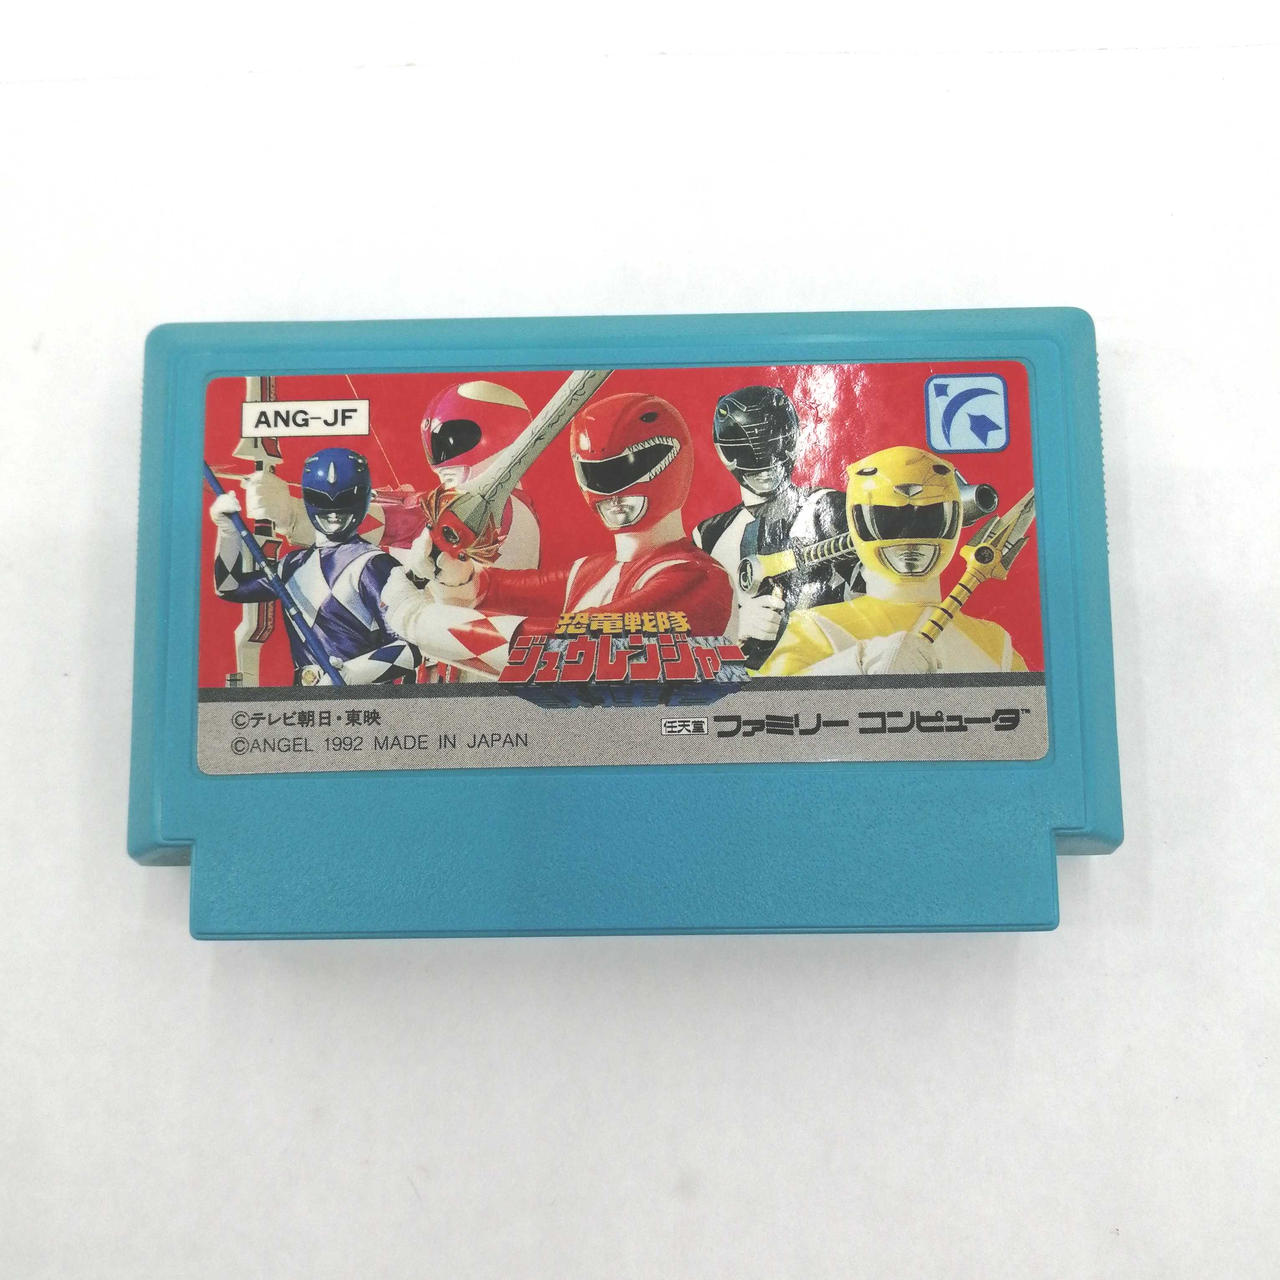 ANG-JF
恐竜戦隊
ジュウレンジャー
©テレビ朝日・東映
©ANGEL 1992 MADE IN JAPAN
任天堂 ファミリー コンピュータ™